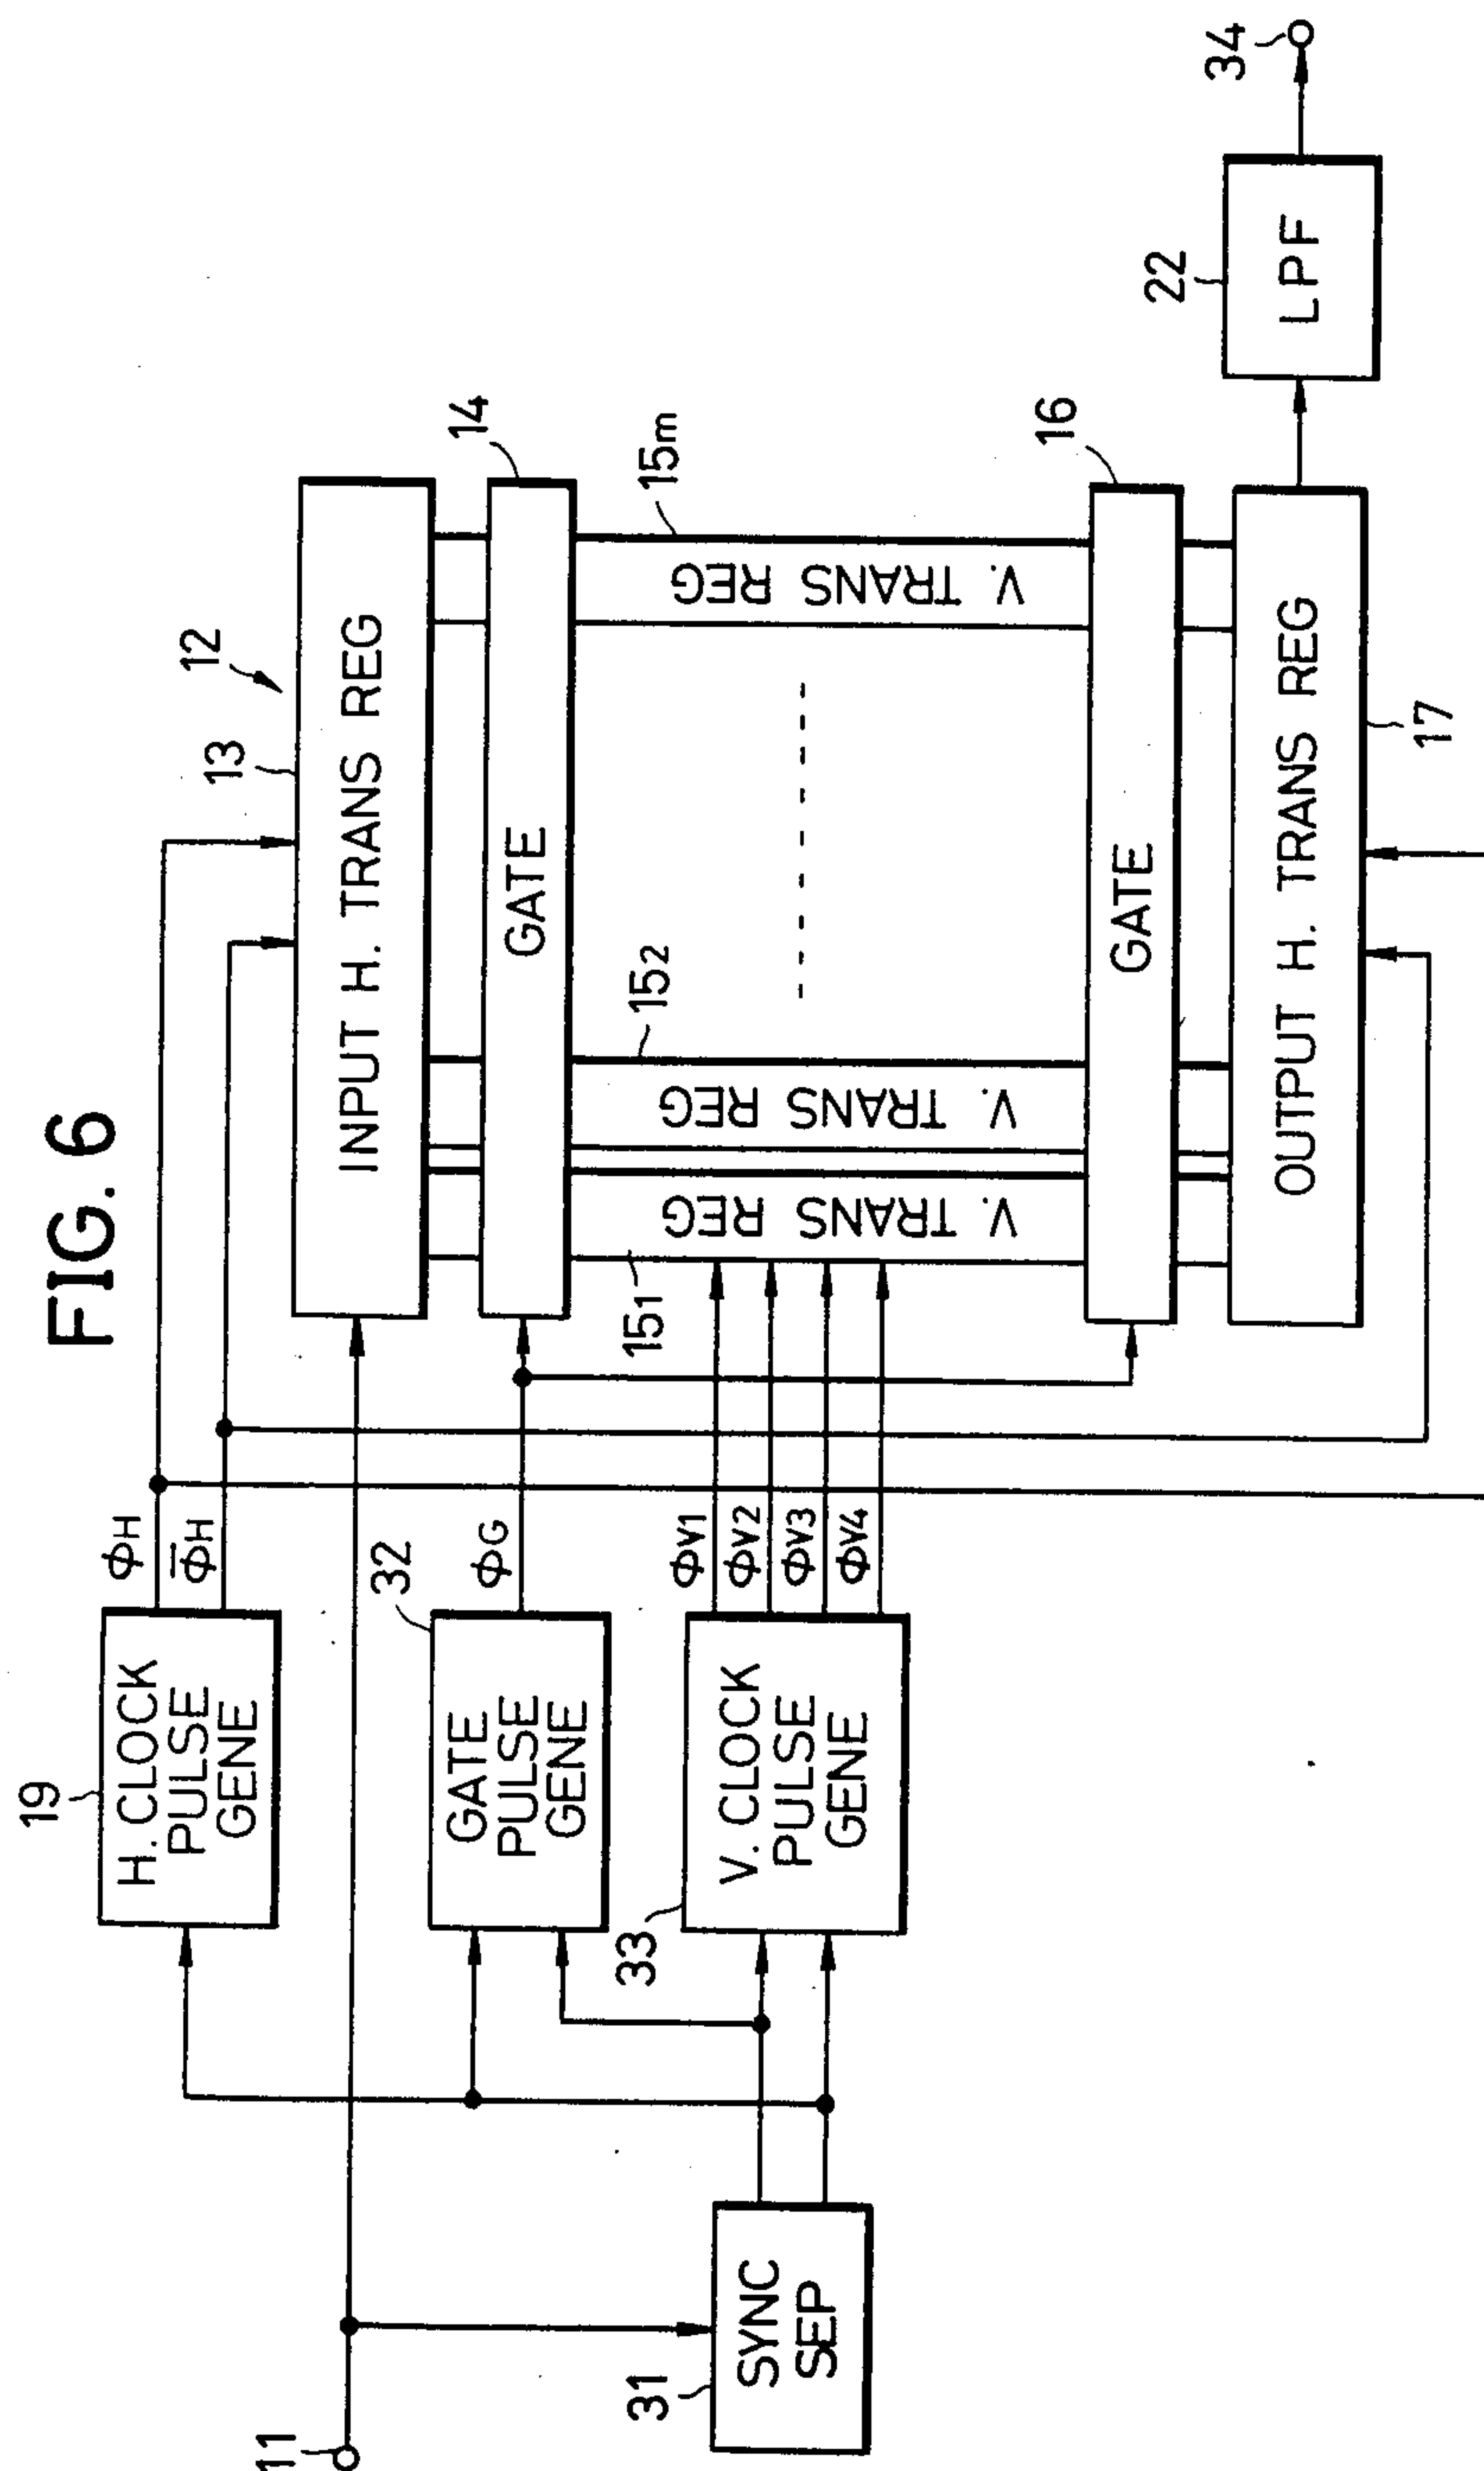 FIG. 6
11
31
SYNC
SEP
19
H. CLOCK
PULSE
GENE
32
GATE
PULSE
GENE
33
V. CLOCK
PULSE
GENE
ΦH
Φ̅H
ΦG
ΦV1
ΦV2
ΦV3
ΦV4
12
13
INPUT H. TRANS REG
14
GATE
151
V. TRANS REG
152
V. TRANS REG
15m
V. TRANS REG
16
GATE
OUTPUT H. TRANS REG
17
22
LPF
34